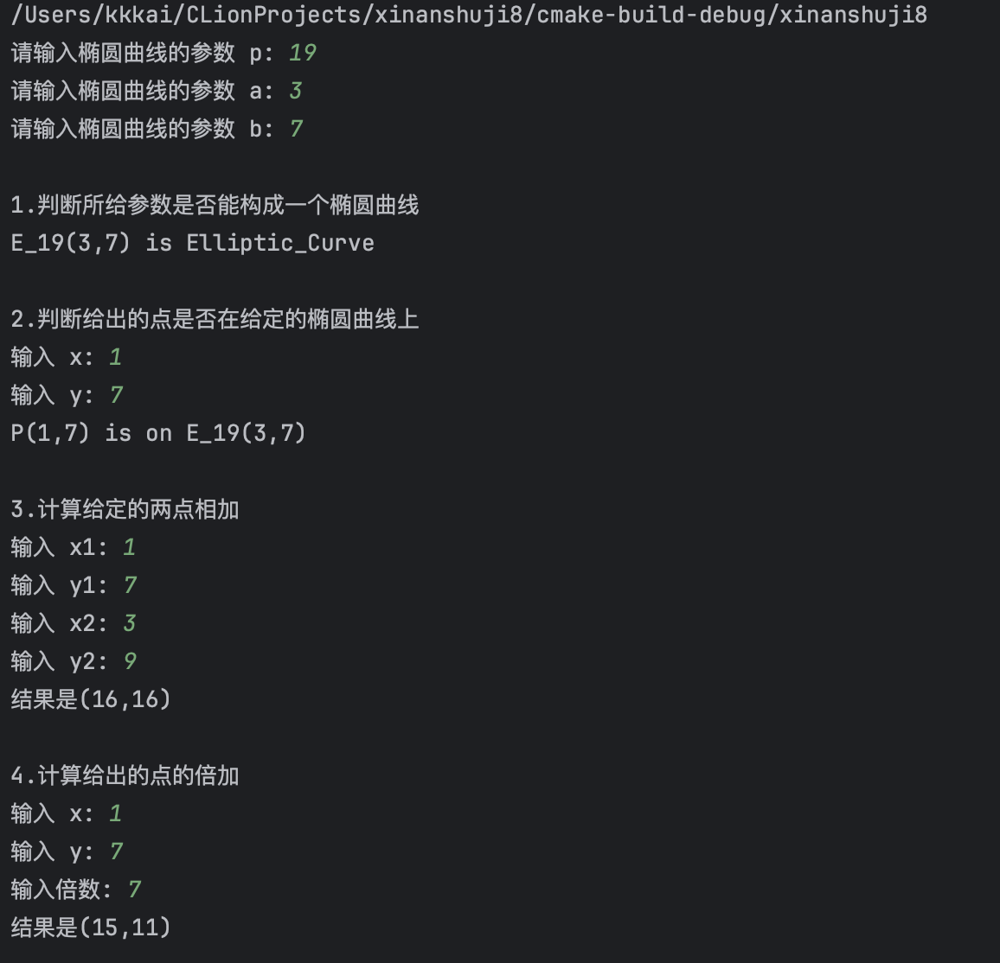 /Users/kkkai/CLionProjects/xinanshuji8/cmake-build-debug/xinanshuji8
请输入椭圆曲线的参数 p: 19
请输入椭圆曲线的参数 a: 3
请输入椭圆曲线的参数 b: 7
1.判断所给参数是否能构成一个椭圆曲线
E_19(3,7) is Elliptic_Curve
2.判断给出的点是否在给定的椭圆曲线上
输入 x: 1
输入 y: 7
P(1,7) is on E_19(3,7)
3.计算给定的两点相加
输入 x1: 1
输入 y1: 7
输入 x2: 3
输入 y2: 9
结果是(16,16)
4.计算给出的点的倍加
输入 x: 1
输入 y: 7
输入倍数: 7
结果是(15,11)